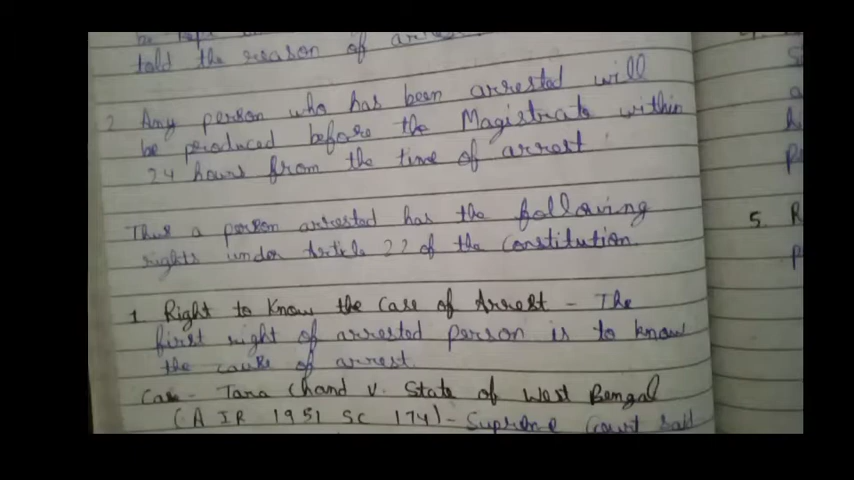 told the reason of
2 Any person who has been arrested will
be produced before the Magistrate within
24 hours from the time of arrest
Thus a person arrested has the following
rights under Article 22 of the Constitution
1 Right to Know the Case of Arrest - The
first right of arrested person is to know
the cause of arrest.
Case - Tara Chand V. State of West Bengal
(A IR 1951 SC 174) - Supreme Court said
5. R